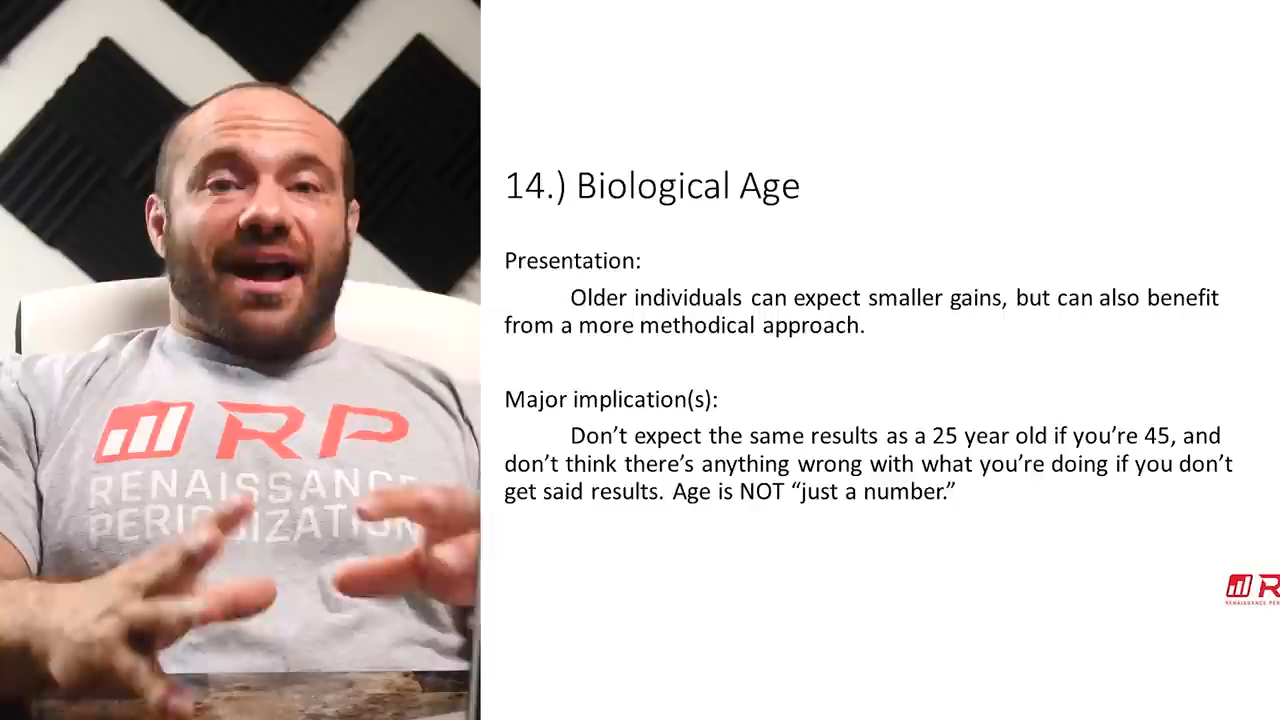 14.) Biological Age
Presentation:
Older individuals can expect smaller gains, but can also benefit
from a more methodical approach.
Major implication(s):
Don’t expect the same results as a 25 year old if you’re 45, and
don’t think there’s anything wrong with what you’re doing if you don’t
get said results. Age is NOT “just a number.”
RP
RENAISSANCE